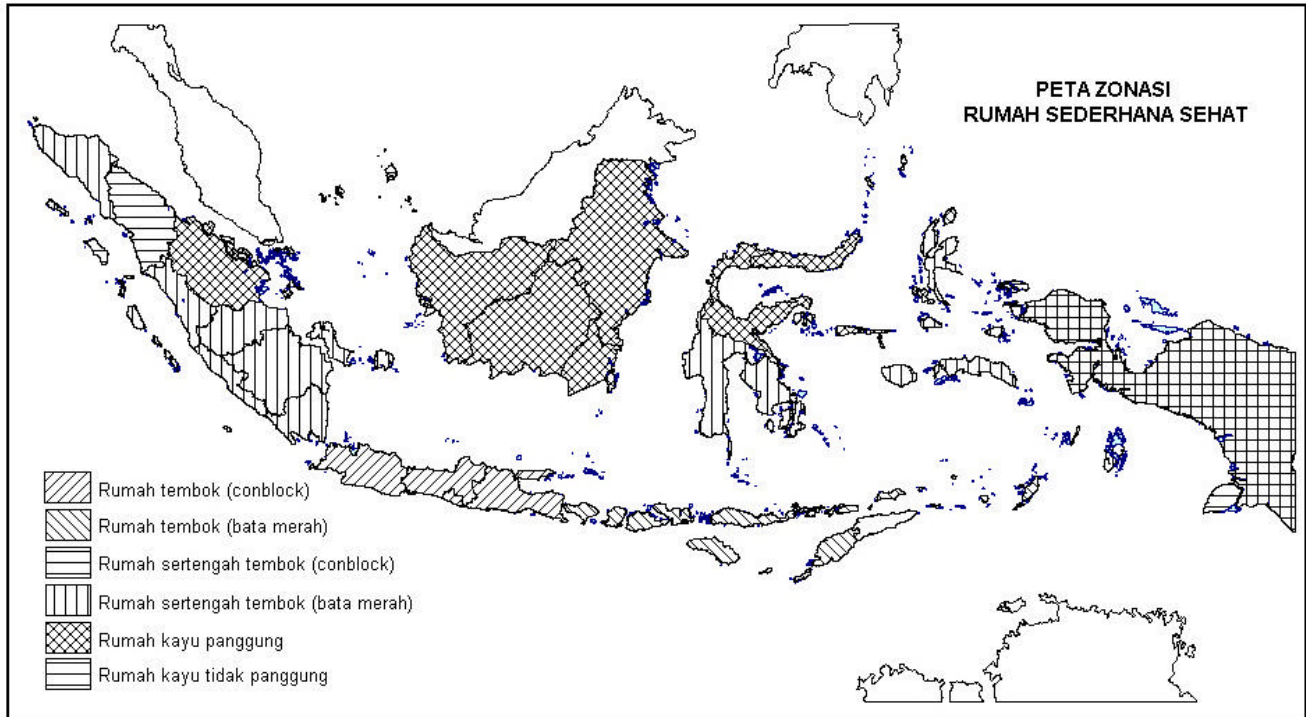 PETA ZONASI
RUMAH SEDERHANA SEHAT
Rumah tembok (conblock)
Rumah tembok (bata merah)
Rumah sertengah tembok (conblock)
Rumah sertengah tembok (bata merah)
Rumah kayu panggung
Rumah kayu tidak panggung